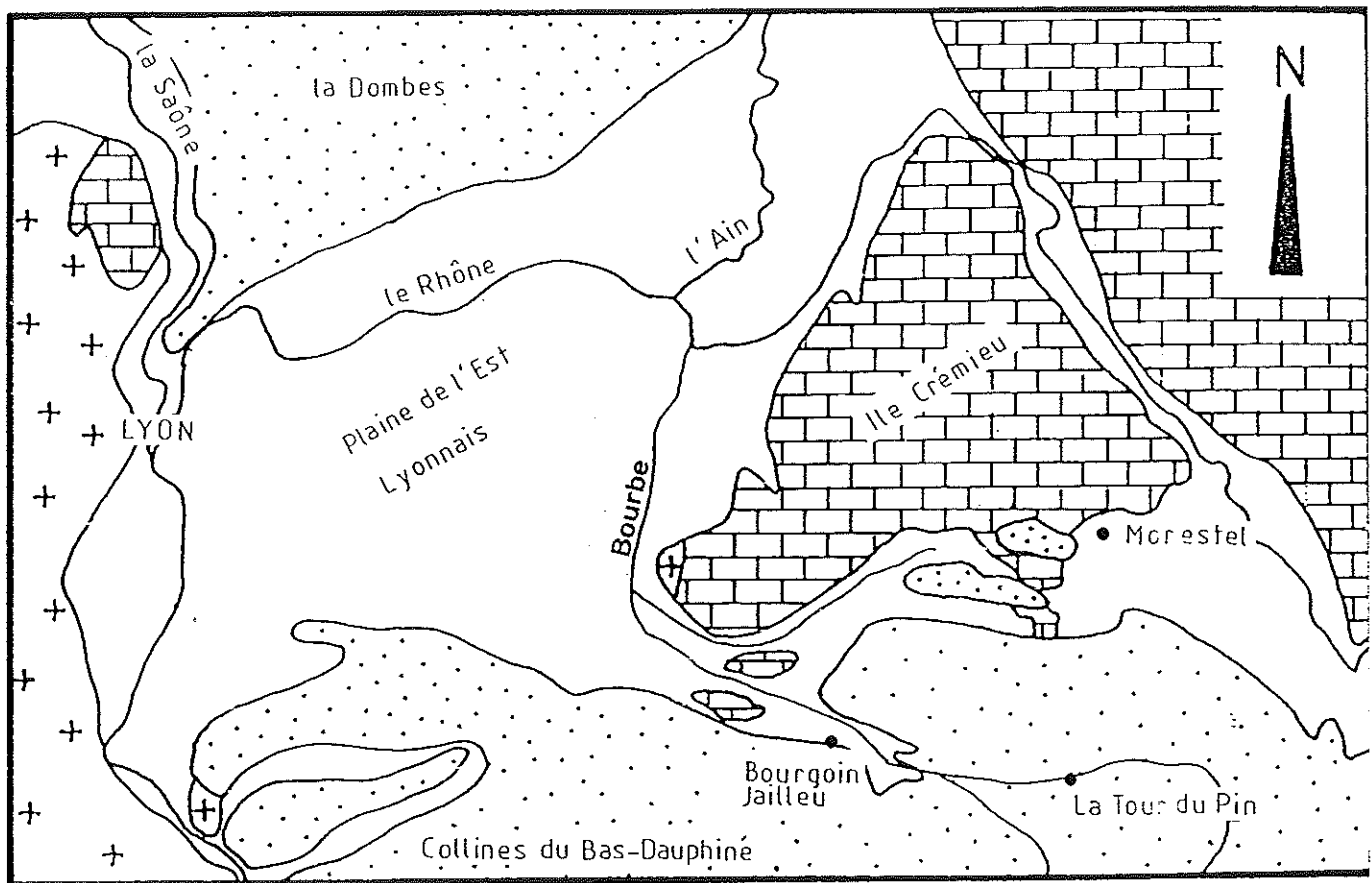 la Saône
la Dombes
N
l'Ain
le Rhône
Plaine de l'Est
Lyonnais
Ile Crémieu
LYON
Bourbe
Morestel
Bourgoin
Jailleu
La Tour du Pin
Collines du Bas-Dauphiné